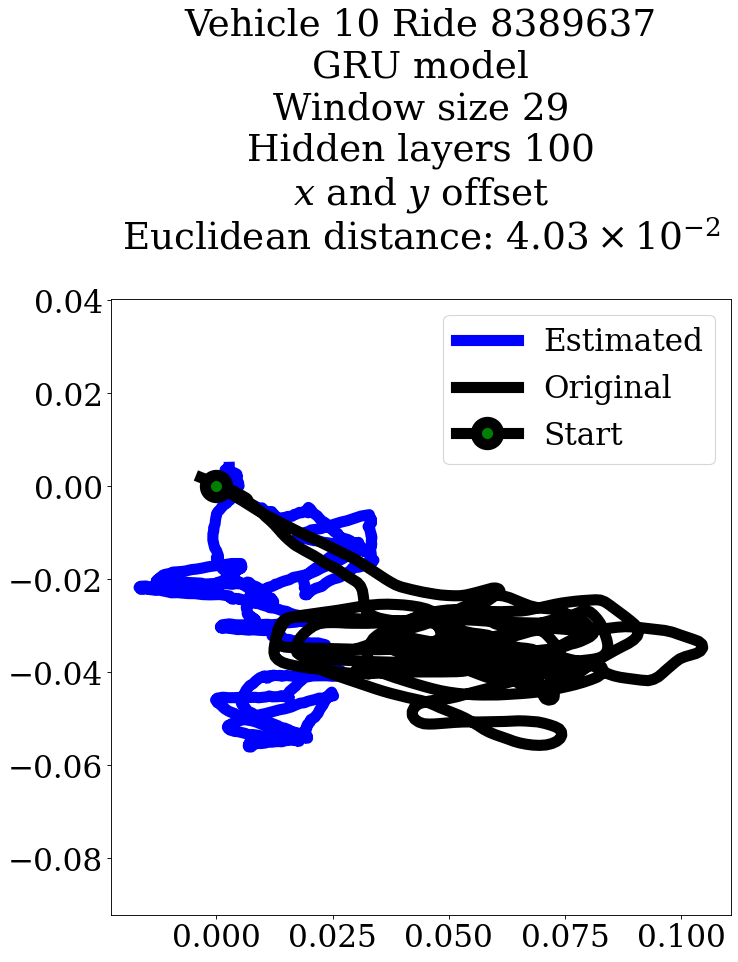 Vehicle 10 Ride 8389637
GRU model
Window size 29
Hidden layers 100
x and y offset
Euclidean distance: 4.03 × 10⁻²
Estimated
Original
Start
0.04
0.02
0.00
−0.02
−0.04
−0.06
−0.08
0.000 0.025 0.050 0.075 0.100